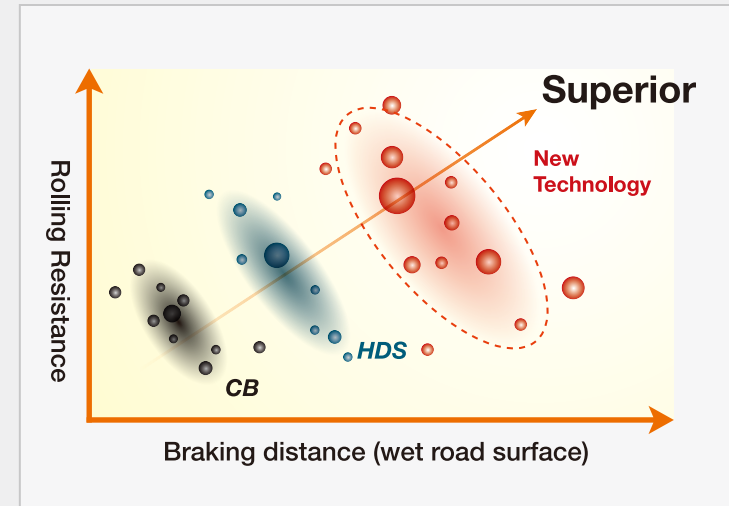 Superior
New
Technology
Rolling Resistance
HDS
CB
Braking distance (wet road surface)